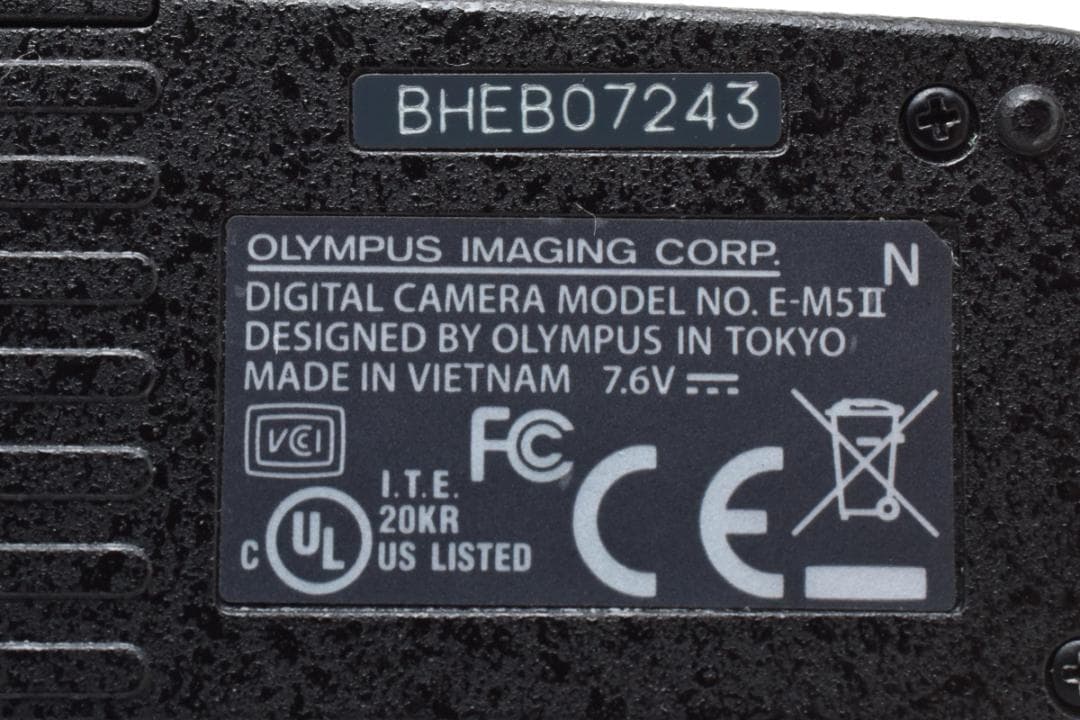 BHEB07243
OLYMPUS IMAGING CORP.
N
DIGITAL CAMERA MODEL NO. E-M5II
DESIGNED BY OLYMPUS IN TOKYO
MADE IN VIETNAM 7.6V
VCI
FC
CE
I.T.E.
20KR
C UL US LISTED